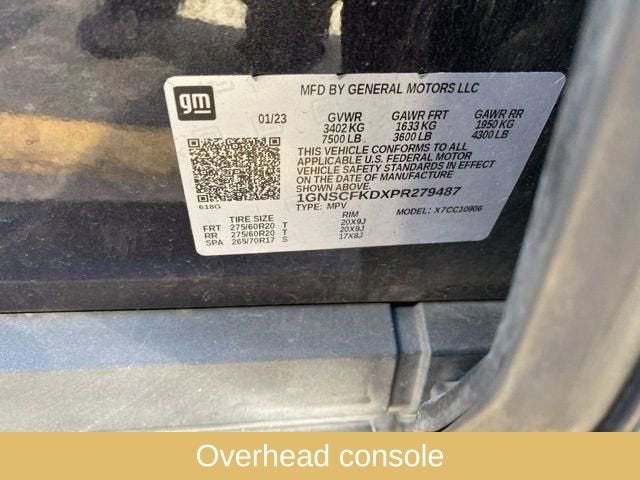 gm
MFD BY GENERAL MOTORS LLC
01/23 GVWR GAWR FRT GAWR RR
3402 KG 1633 KG 1950 KG
7500 LB 3600 LB 4300 LB
THIS VEHICLE CONFORMS TO ALL
APPLICABLE U.S. FEDERAL MOTOR
VEHICLE SAFETY STANDARDS IN EFFECT
ON THE DATE OF MANUFACTURE
SHOWN ABOVE.
1GNSCFKDXPR279487
618G TYPE: MPV MODEL: X7CC10906
TIRE SIZE RIM
FRT 275/60R20 T 20X9J
RR 275/60R20 T 20X9J
SPA 265/70R17 S 17X8J
Overhead console